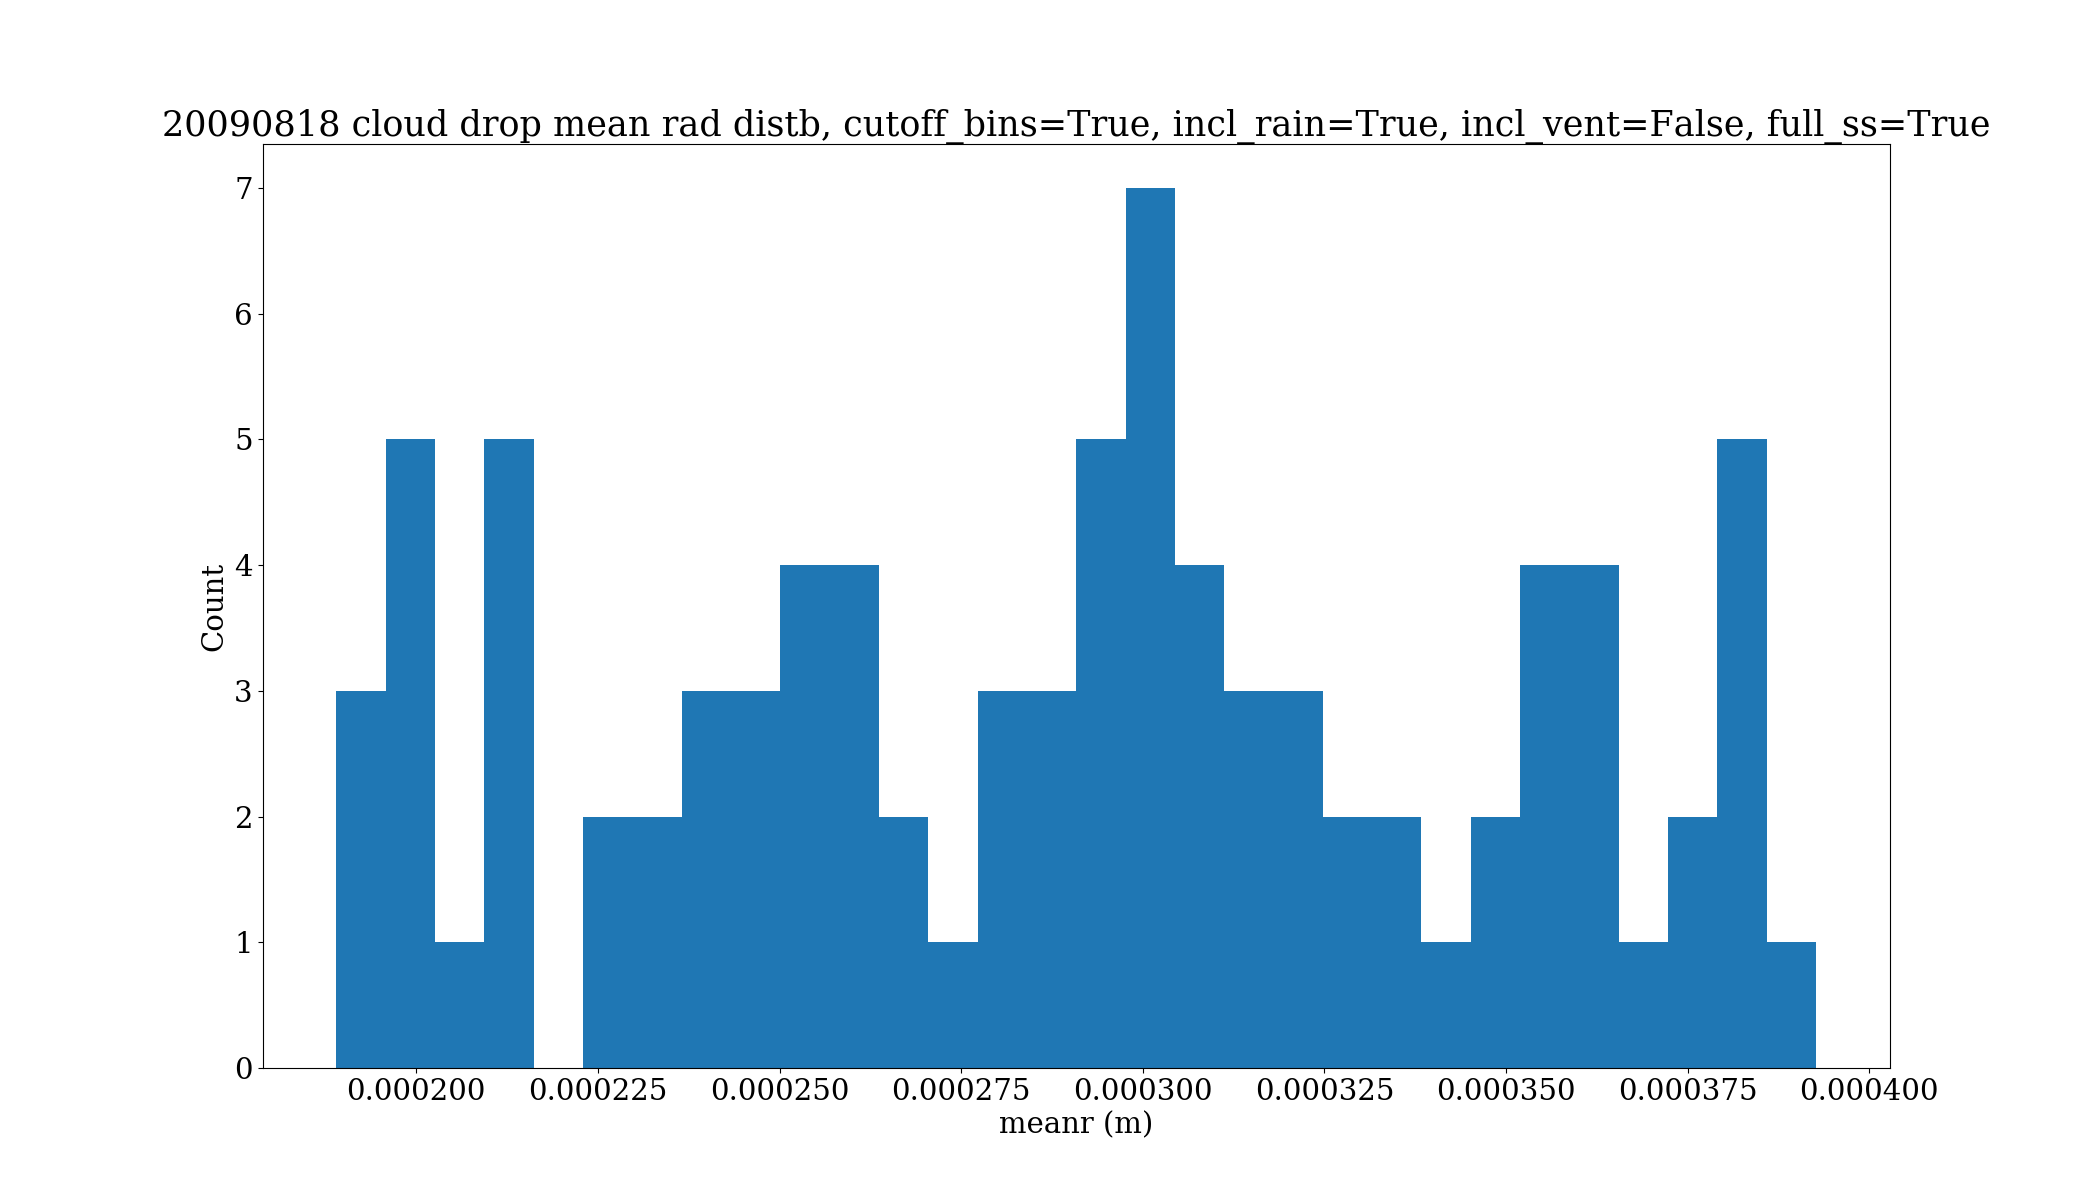 20090818 cloud drop mean rad distb, cutoff_bins=True, incl_rain=True, incl_vent=False, full_ss=True
7
6
5
4
3
2
1
0
Count
0.000200 0.000225 0.000250 0.000275 0.000300 0.000325 0.000350 0.000375 0.000400
meanr (m)